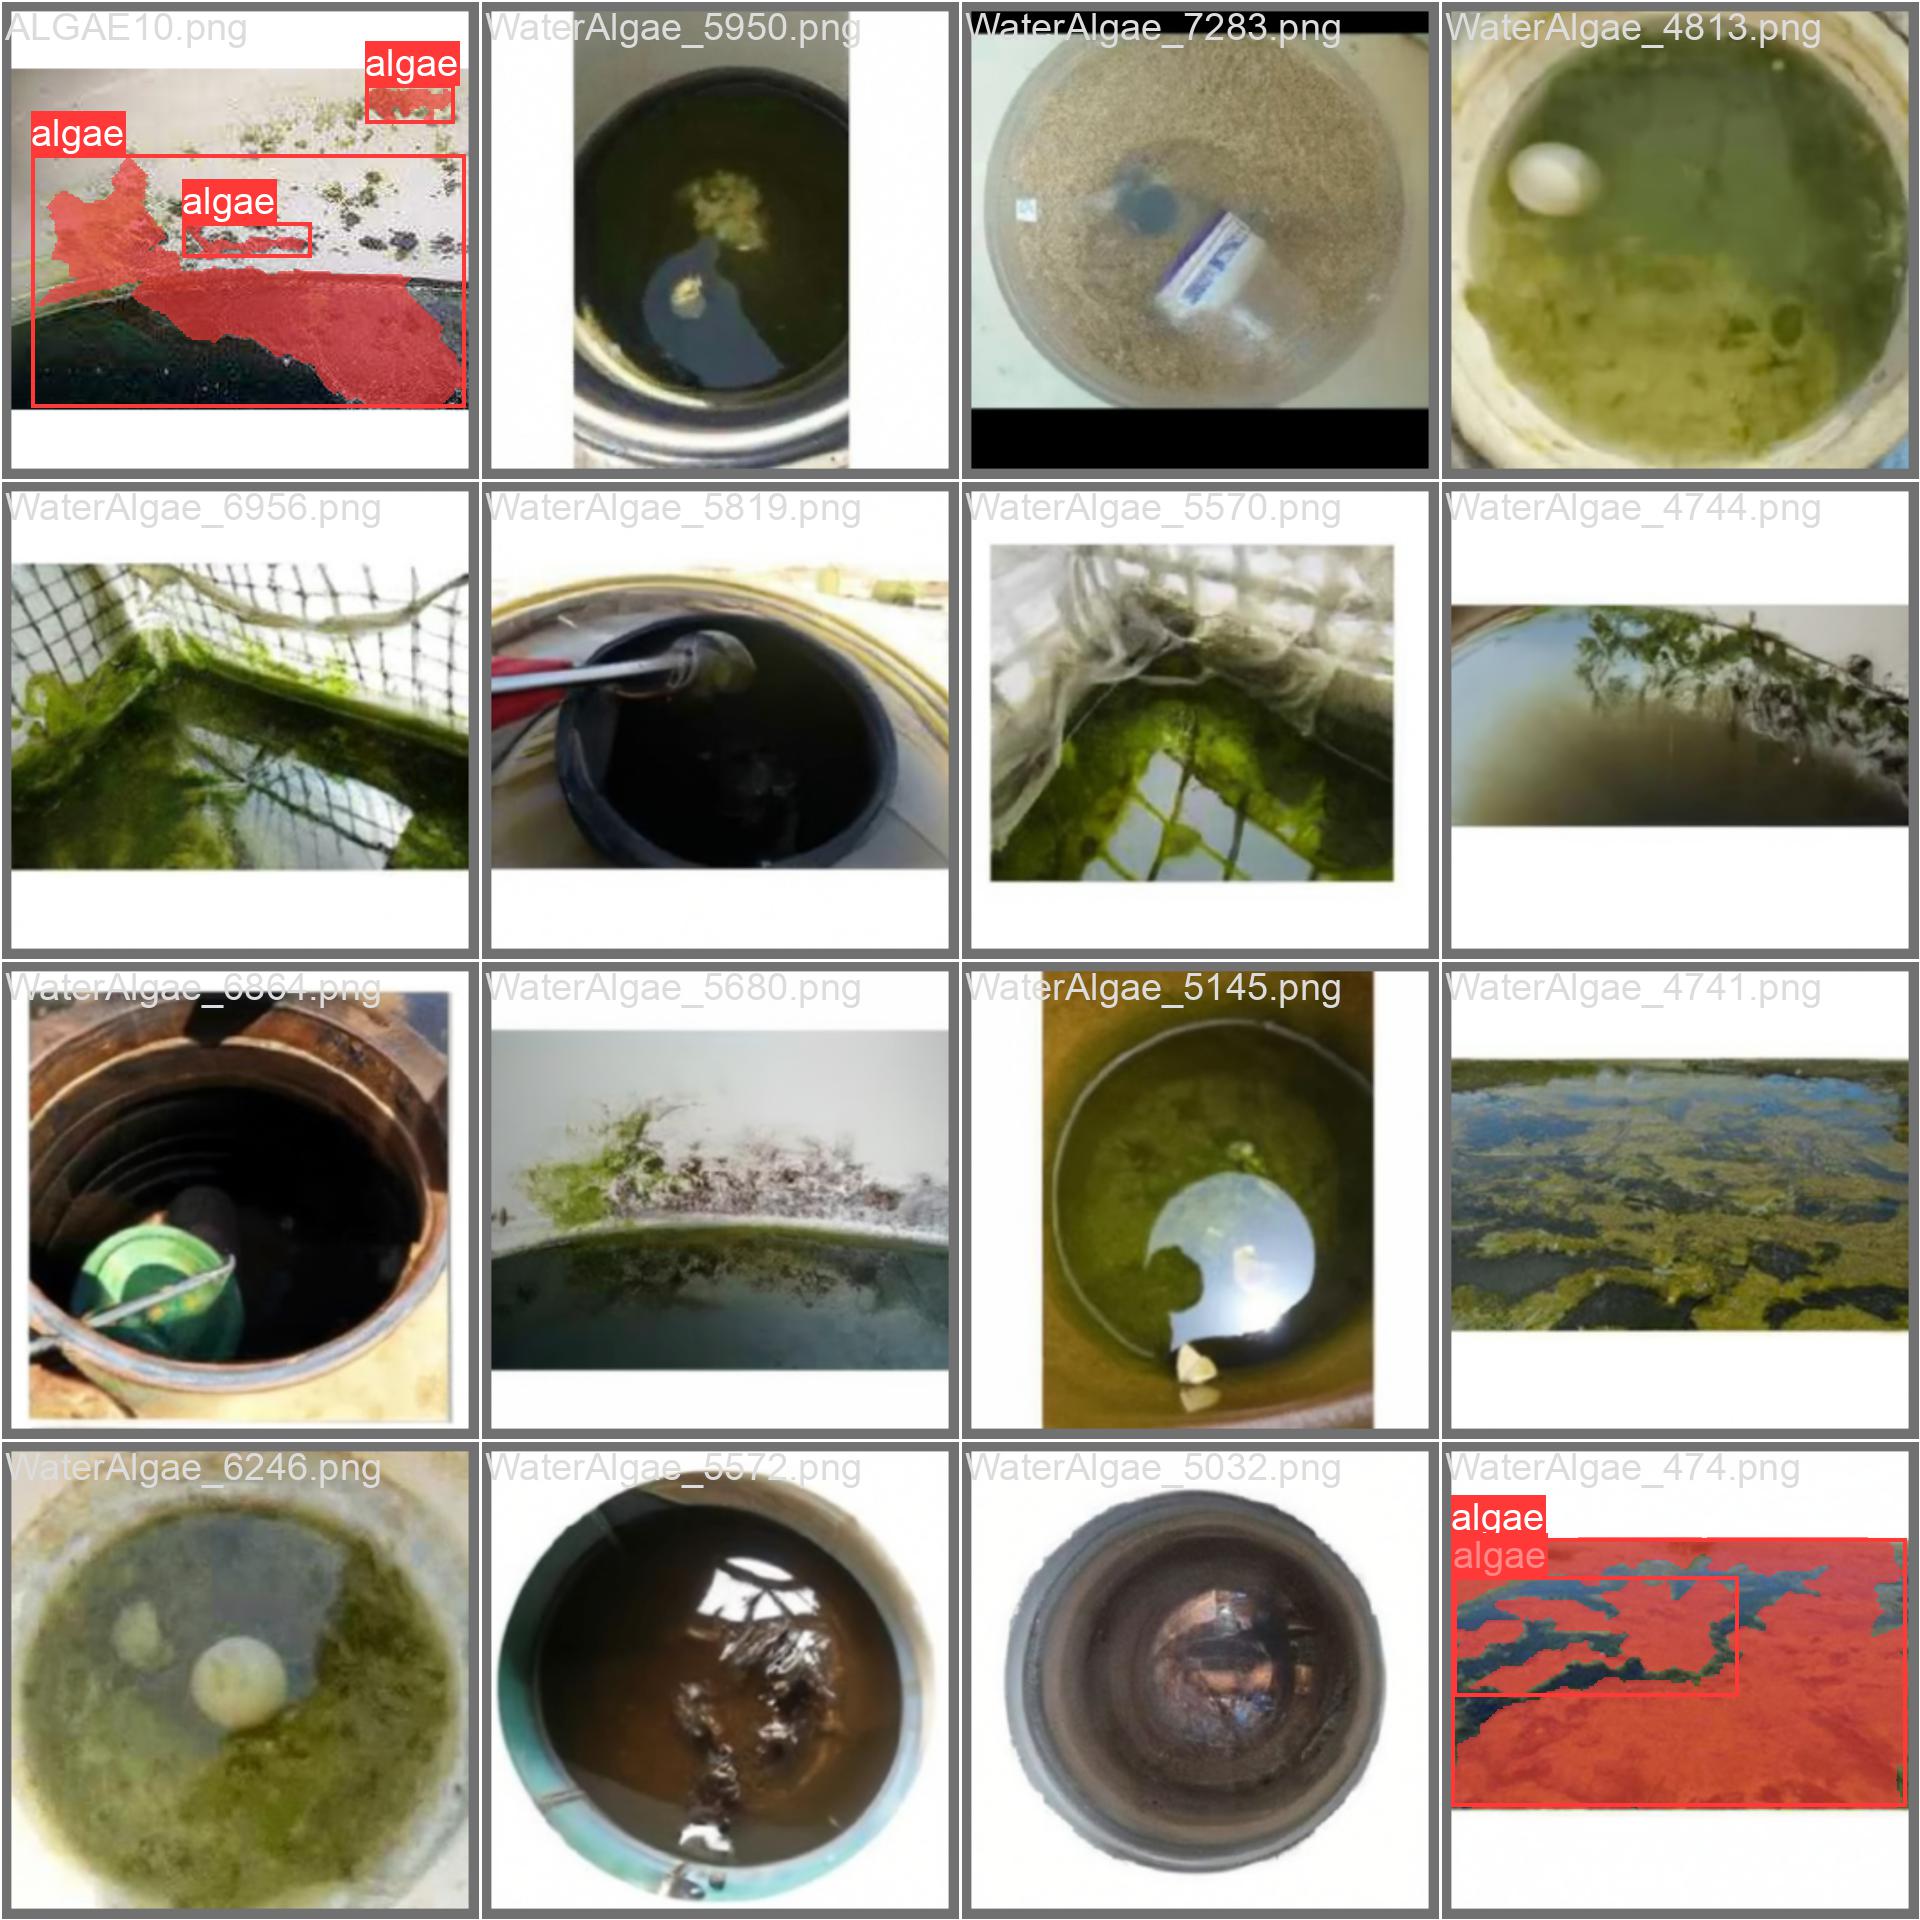 ALGAE10.png
WaterAlgae_5950.png
WaterAlgae_7283.png
WaterAlgae_4813.png
algae
algae
algae
WaterAlgae_6956.png
WaterAlgae_5819.png
WaterAlgae_5570.png
WaterAlgae_4744.png
WaterAlgae_6864.png
WaterAlgae_5680.png
WaterAlgae_5145.png
WaterAlgae_4741.png
WaterAlgae_6246.png
WaterAlgae_5572.png
WaterAlgae_5032.png
WaterAlgae_474.png
algae
algae